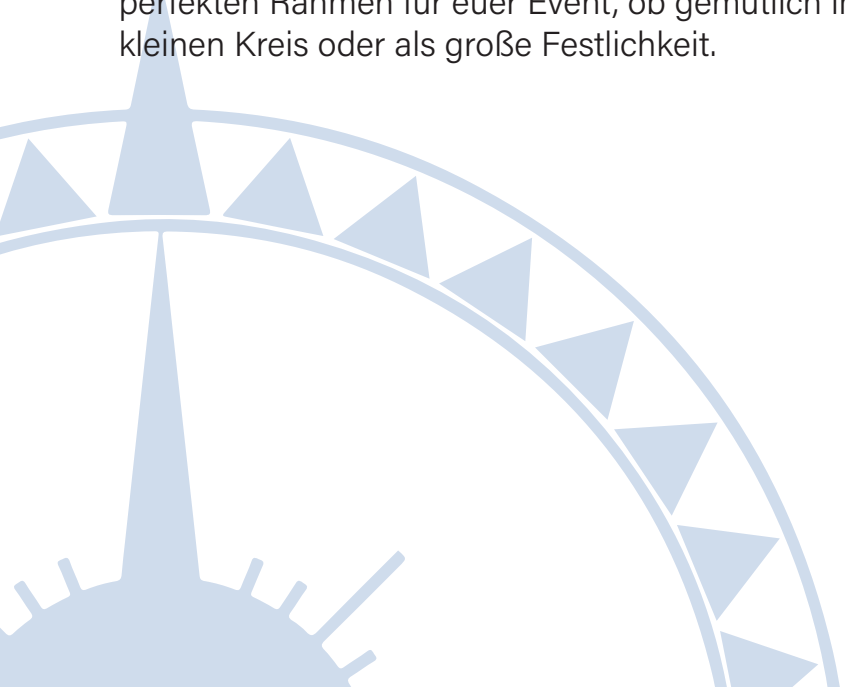 perfekten Rahmen für euer Event, ob gemütlich
kleinen Kreis oder als große Festlichkeit.